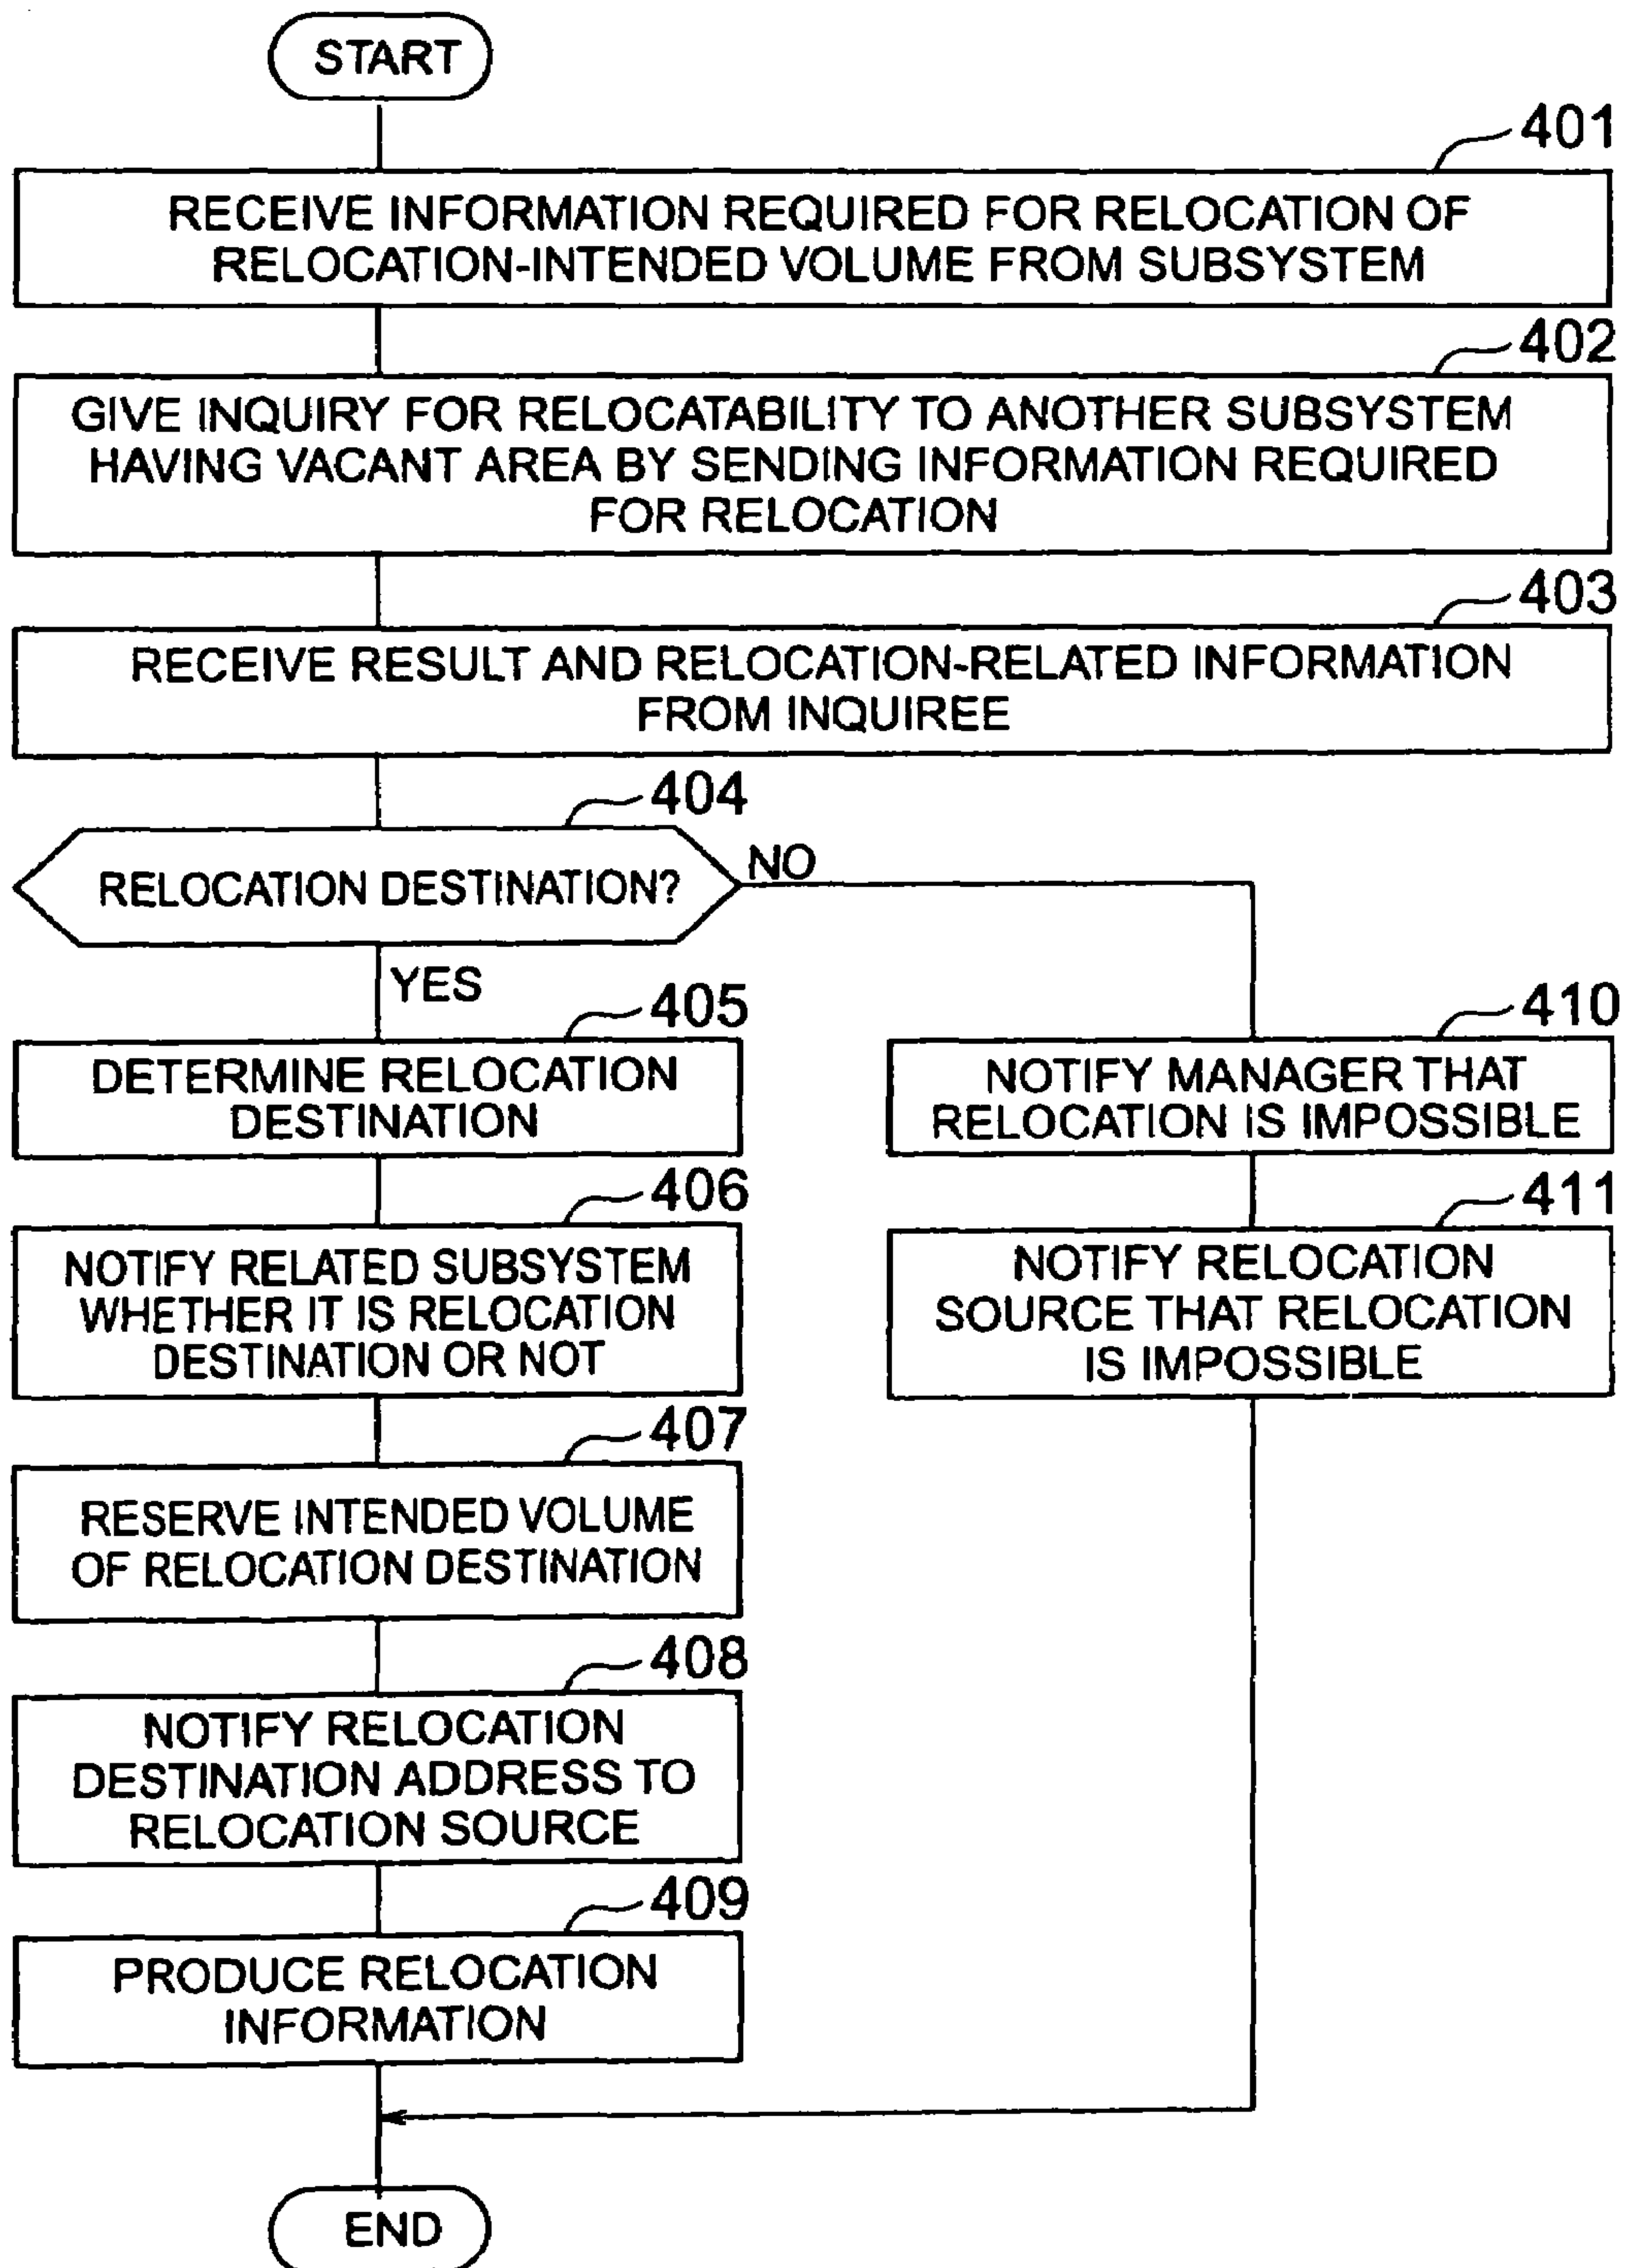 START
401
RECEIVE INFORMATION REQUIRED FOR RELOCATION OF
RELOCATION-INTENDED VOLUME FROM SUBSYSTEM
402
GIVE INQUIRY FOR RELOCATABILITY TO ANOTHER SUBSYSTEM
HAVING VACANT AREA BY SENDING INFORMATION REQUIRED
FOR RELOCATION
403
RECEIVE RESULT AND RELOCATION-RELATED INFORMATION
FROM INQUIREE
404
RELOCATION DESTINATION?
NO
YES
405
DETERMINE RELOCATION
DESTINATION
406
NOTIFY RELATED SUBSYSTEM
WHETHER IT IS RELOCATION
DESTINATION OR NOT
407
RESERVE INTENDED VOLUME
OF RELOCATION DESTINATION
408
NOTIFY RELOCATION
DESTINATION ADDRESS TO
RELOCATION SOURCE
409
PRODUCE RELOCATION
INFORMATION
410
NOTIFY MANAGER THAT
RELOCATION IS IMPOSSIBLE
411
NOTIFY RELOCATION
SOURCE THAT RELOCATION
IS IMPOSSIBLE
END